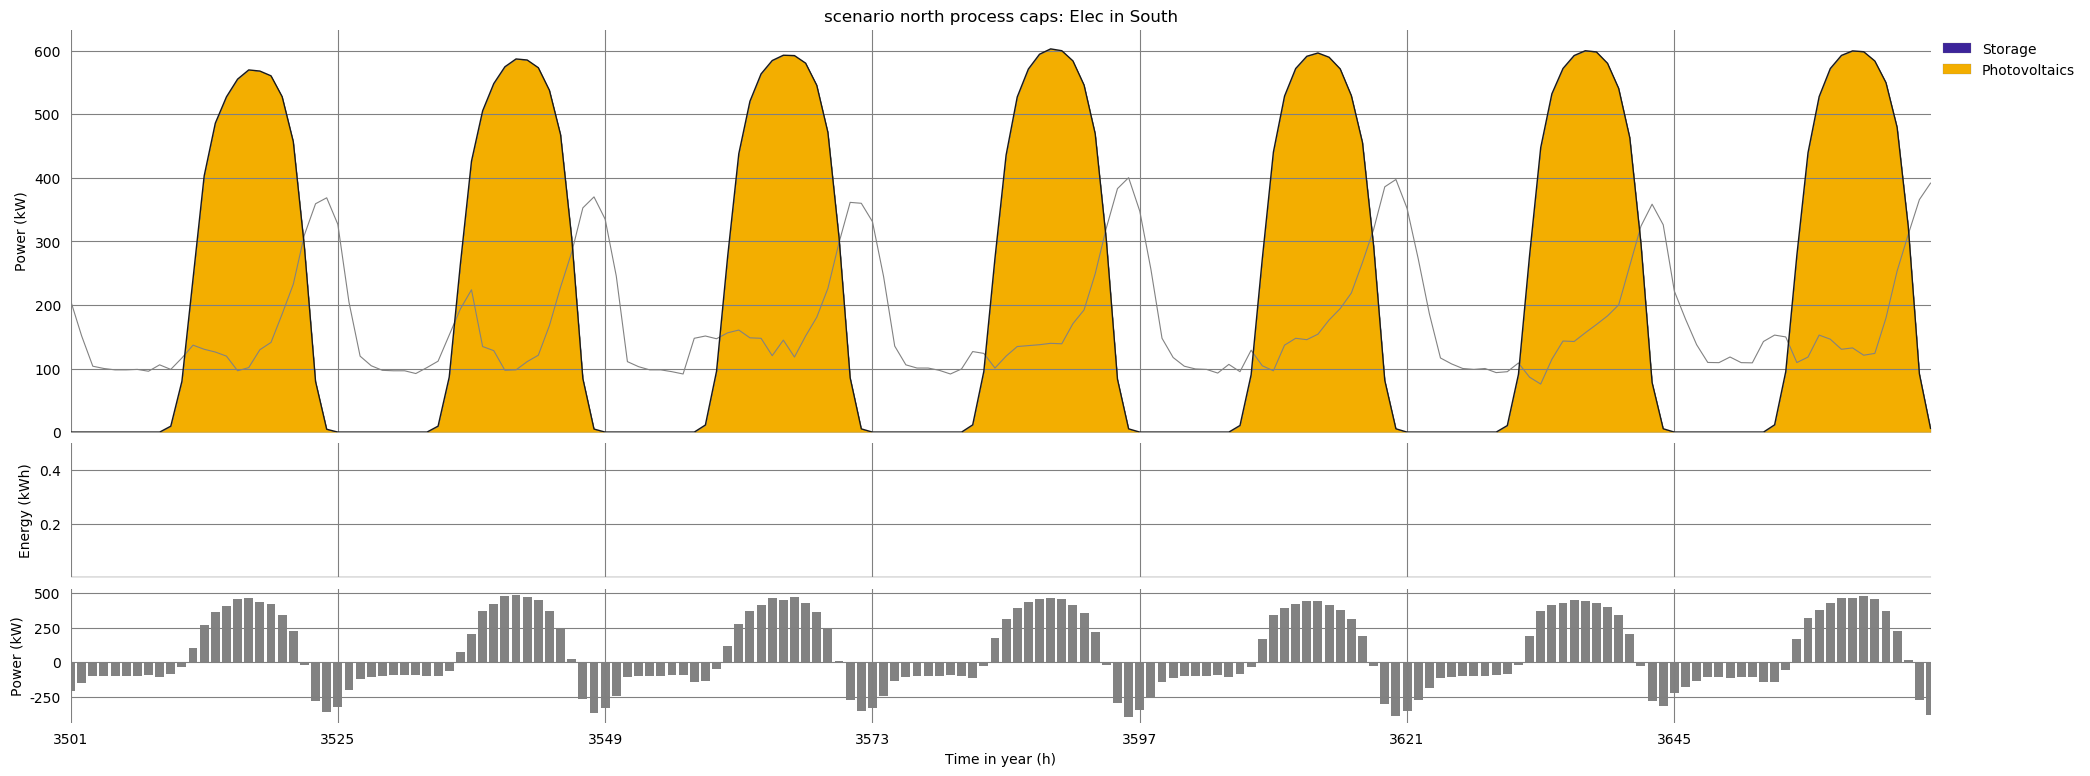 scenario north process caps: Elec in South
Storage
Photovoltaics
Power (kW)
600
500
400
300
200
100
0
Energy (kWh)
0.4
0.2
Power (kW)
500
250
0
-250
3501 3525 3549 3573 3597 3621 3645
Time in year (h)